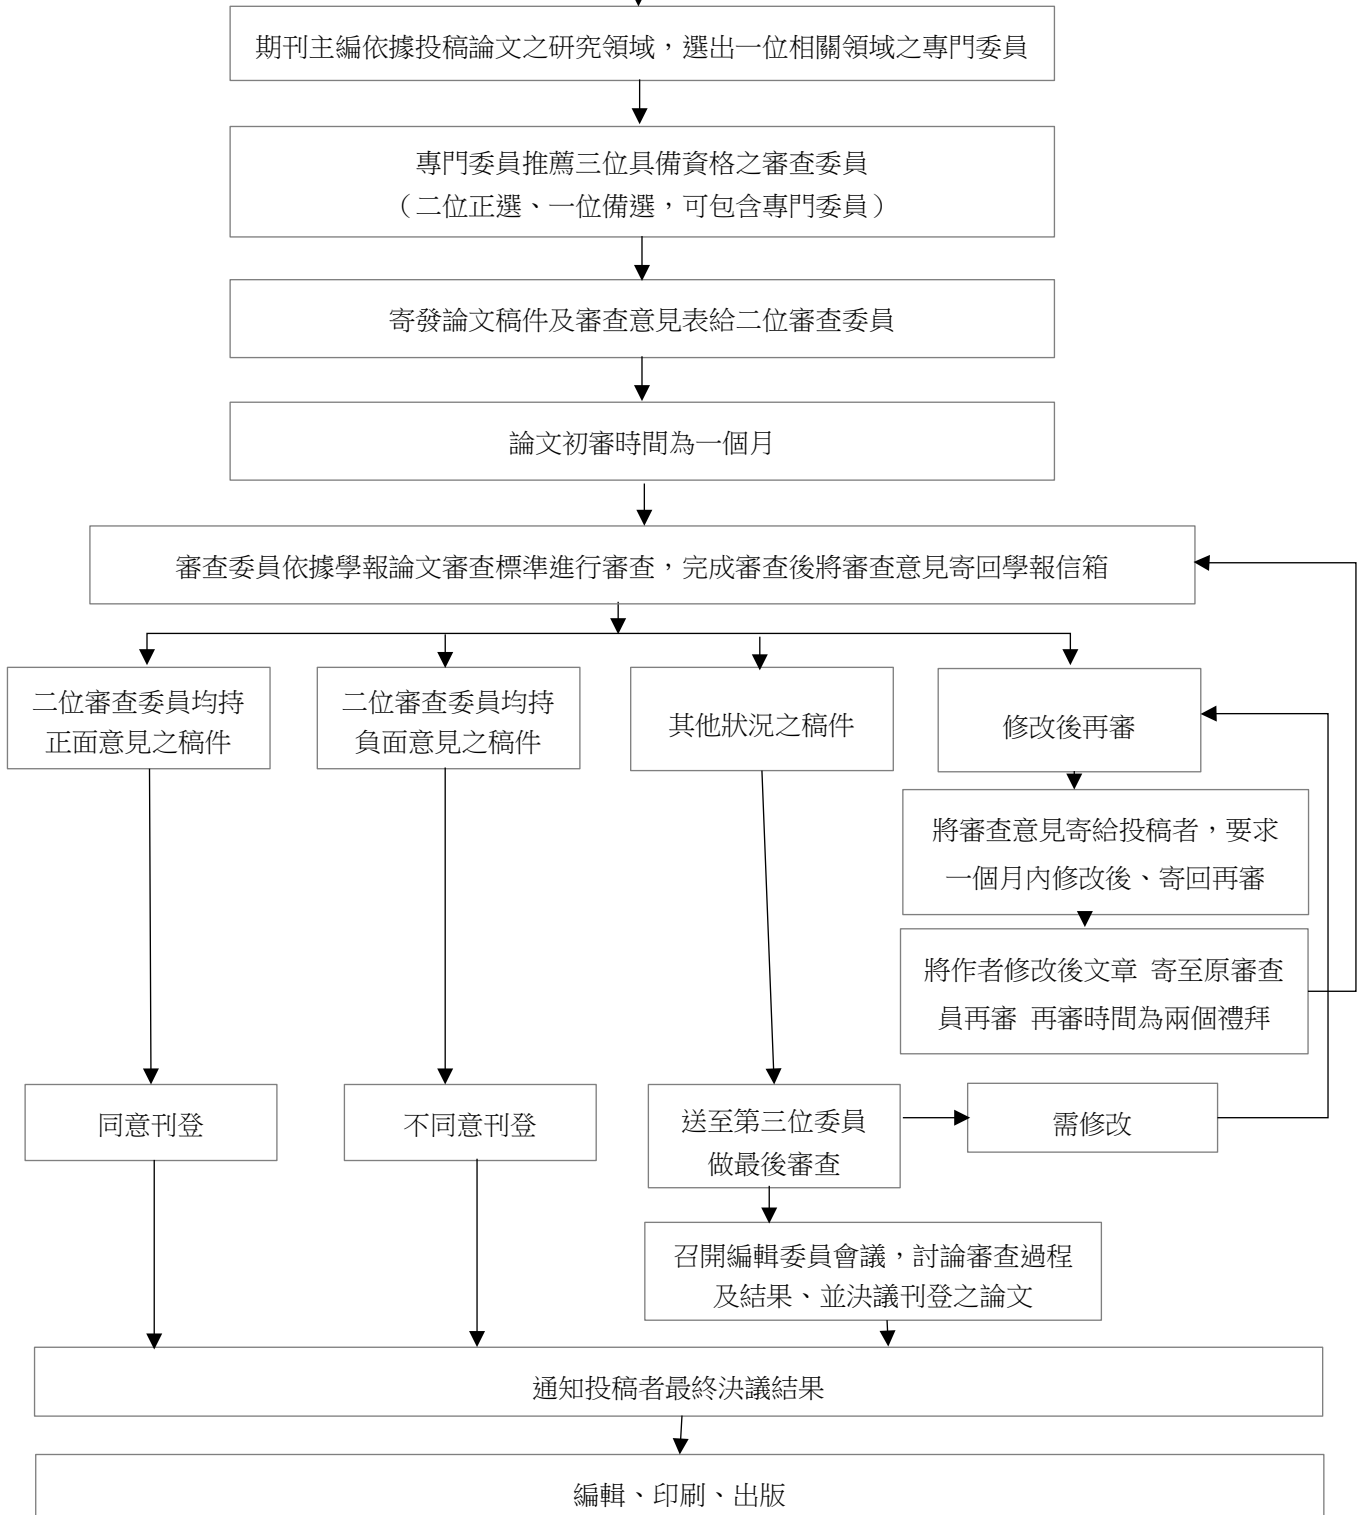 期刊主編依據投稿論文之研究領域，選出一位相關領域之專門委員
專門委員推薦三位具備資格之審查委員
（二位正選、一位備選，可包含專門委員）
寄發論文稿件及審查意見表給二位審查委員
論文初審時間為一個月
審查委員依據學報論文審查標準進行審查，完成審查後將審查意見寄回學報信箱
二位審查委員均持
正面意見之稿件
二位審查委員均持
負面意見之稿件
其他狀況之稿件
修改後再審
將審查意見寄給投稿者，要求
一個月內修改後、寄回再審
將作者修改後文章 寄至原審查
員再審 再審時間為兩個禮拜
同意刊登
不同意刊登
送至第三位委員
做最後審查
需修改
召開編輯委員會議，討論審查過程
及結果、並決議刊登之論文
通知投稿者最終決議結果
編輯、印刷、出版